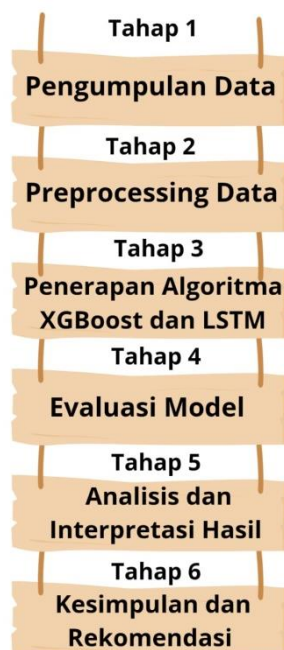 Tahap 1
Pengumpulan Data
Tahap 2
Preprocessing Data
Tahap 3
Penerapan Algoritma
XGBoost dan LSTM
Tahap 4
Evaluasi Model
Tahap 5
Analisis dan
Interpretasi Hasil
Tahap 6
Kesimpulan dan
Rekomendasi